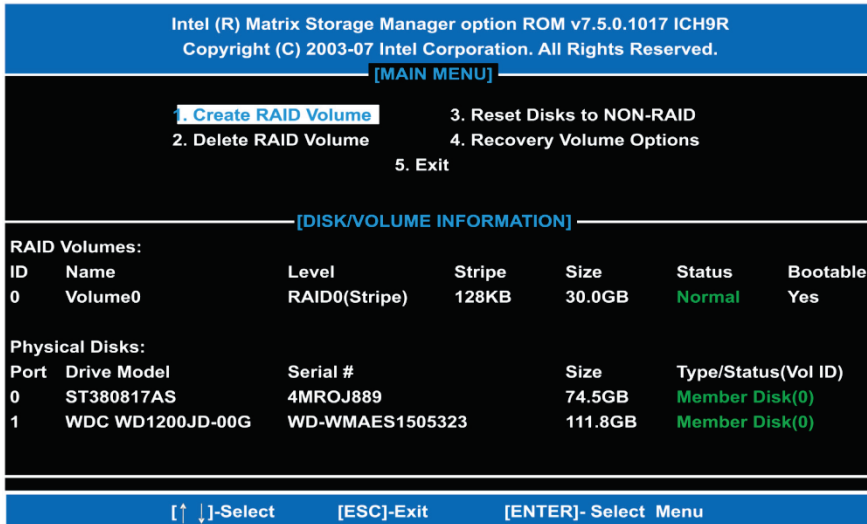 Intel (R) Matrix Storage Manager option ROM v7.5.0.1017 ICH9R
Copyright (C) 2003-07 Intel Corporation. All Rights Reserved.
[MAIN MENU]
1. Create RAID Volume 3. Reset Disks to NON-RAID
2. Delete RAID Volume 4. Recovery Volume Options
5. Exit
[DISK/VOLUME INFORMATION]
RAID Volumes:
ID Name Level Stripe Size Status Bootable
0 Volume0 RAID0(Stripe) 128KB 30.0GB Normal Yes
Physical Disks:
Port Drive Model Serial # Size Type/Status(Vol ID)
0 ST380817AS 4MROJ889 74.5GB Member Disk(0)
1 WDC WD1200JD-00G WD-WMAES1505323 111.8GB Member Disk(0)
[↑ ↓]-Select [ESC]-Exit [ENTER]- Select Menu